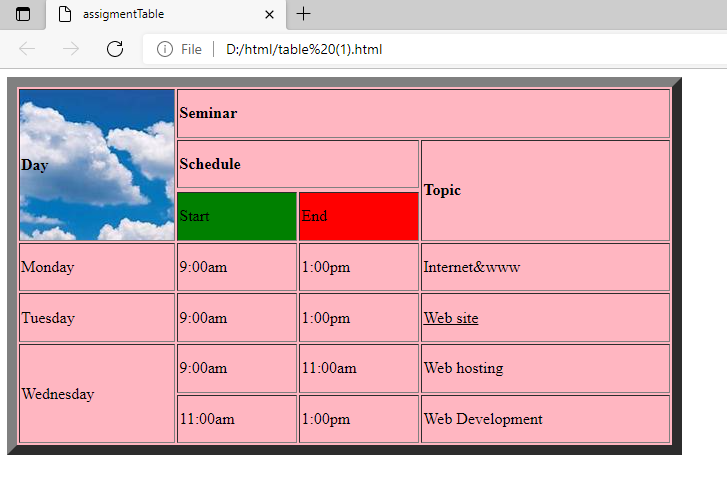 assigmentTable
File D:/html/table%20(1).html
Day Seminar
Schedule Topic
Start End
Monday 9:00am 1:00pm Internet&www
Tuesday 9:00am 1:00pm Web site
Wednesday 9:00am 11:00am Web hosting
11:00am 1:00pm Web Development